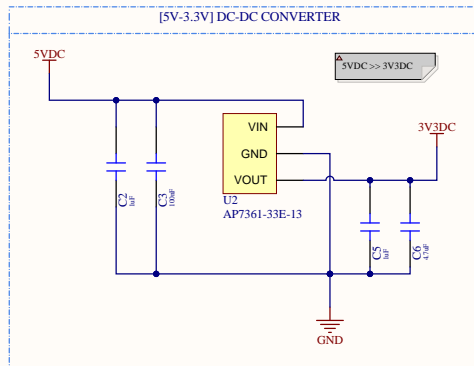 [5V-3.3V] DC-DC CONVERTER
5VDC
5VDC >> 3V3DC
VIN
3V3DC
GND
VOUT
U2
AP7361-33E-13
C2
1uF
C3
100nF
C5
1uF
C6
4.7uF
GND